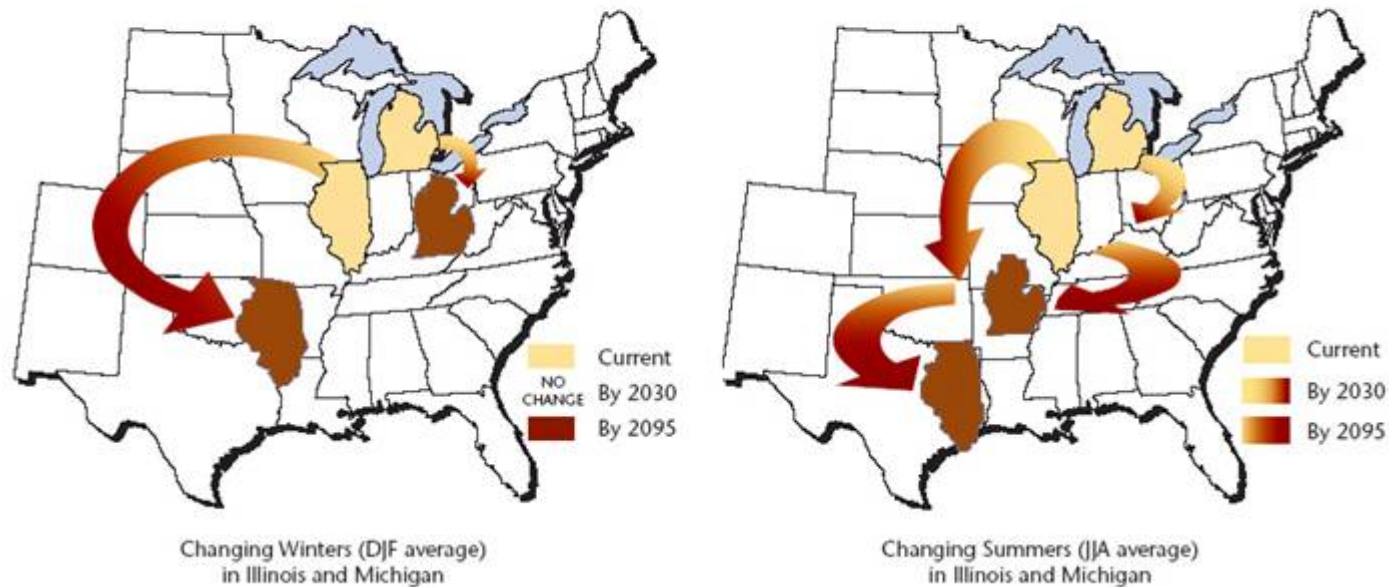 Current
NO
CHANGE
By 2030
By 2095
Changing Winters (DJF average)
in Illinois and Michigan
Current
By 2030
By 2095
Changing Summers (JJA average)
in Illinois and Michigan